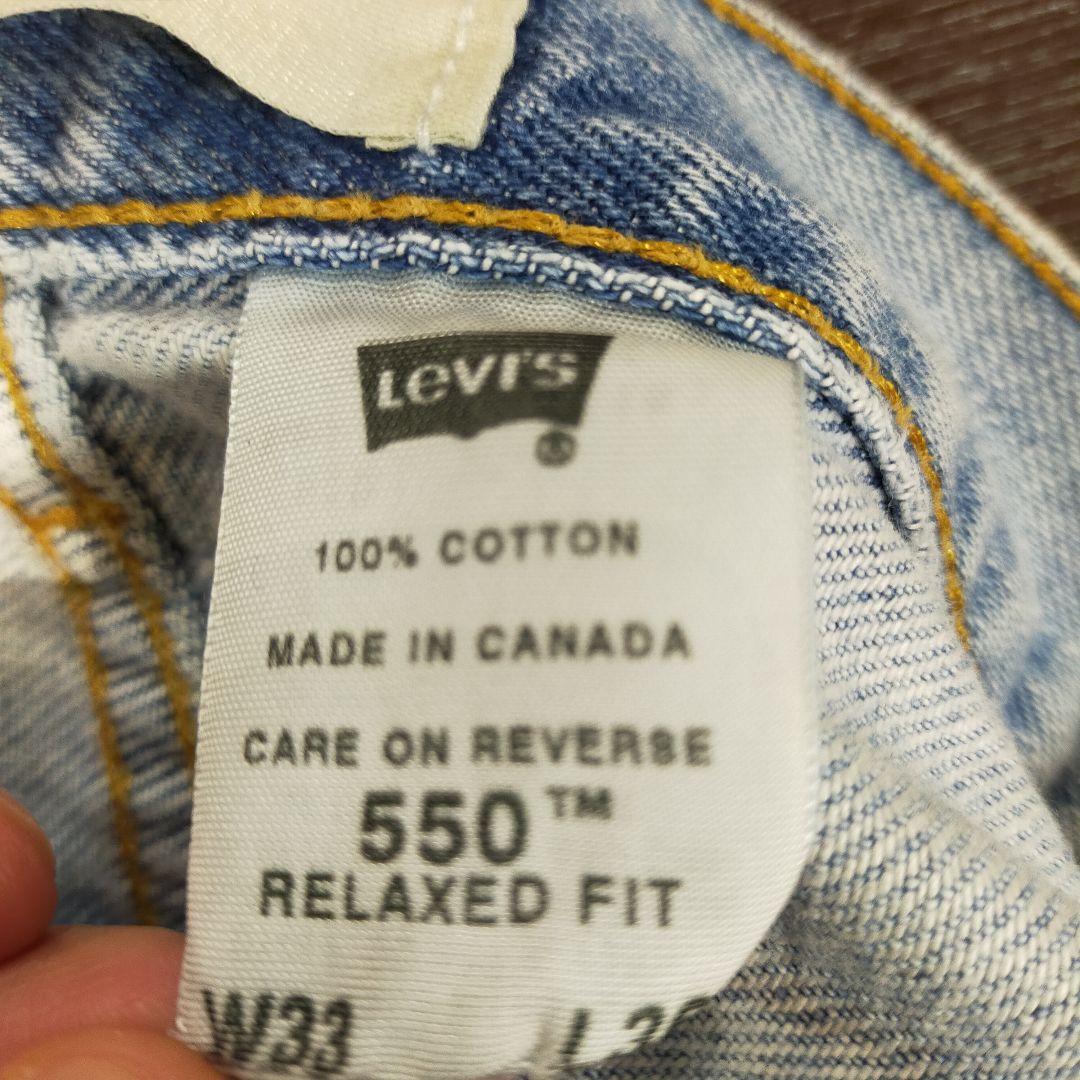 Levi's
®
100% COTTON
MADE IN CANADA
CARE ON REVERSE
550™
RELAXED FIT
W33